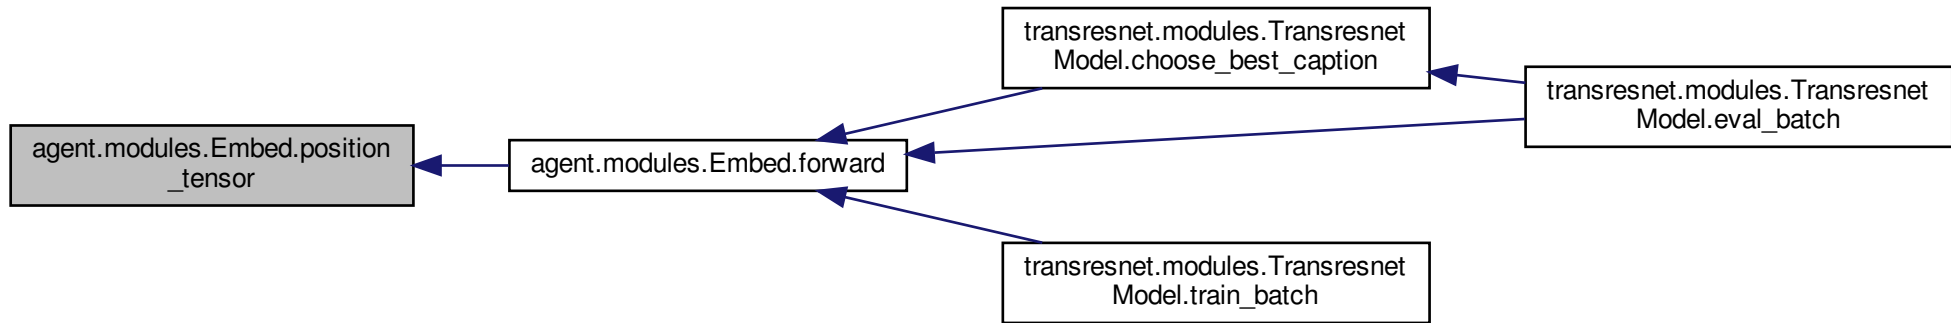 agent.modules.Embed.position
_tensor
agent.modules.Embed.forward
transresnet.modules.Transresnet
Model.choose_best_caption
transresnet.modules.Transresnet
Model.eval_batch
transresnet.modules.Transresnet
Model.train_batch